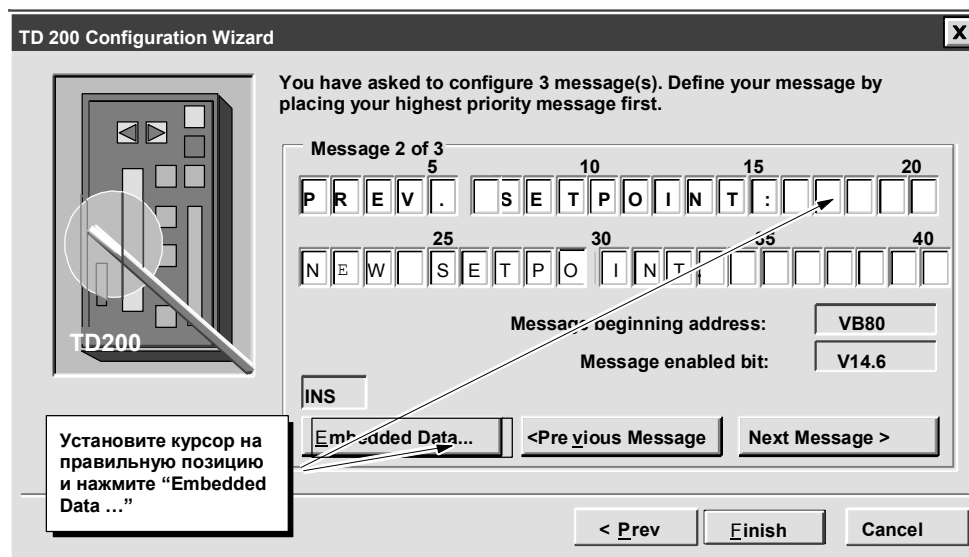 TD 200 Configuration Wizard
X
You have asked to configure 3 message(s). Define your message by
placing your highest priority message first.
Message 2 of 3
5 10 15 20
PREV. SETPOINT:
25 30 35 40
NEW SETPOINT:
Message beginning address: VB80
Message enabled bit: V14.6
TD200
INS
Embedded Data... <Pre vious Message Next Message >
Установите курсор на
правильную позицию
и нажмите “Embedded
Data …”
< Prev Finish Cancel